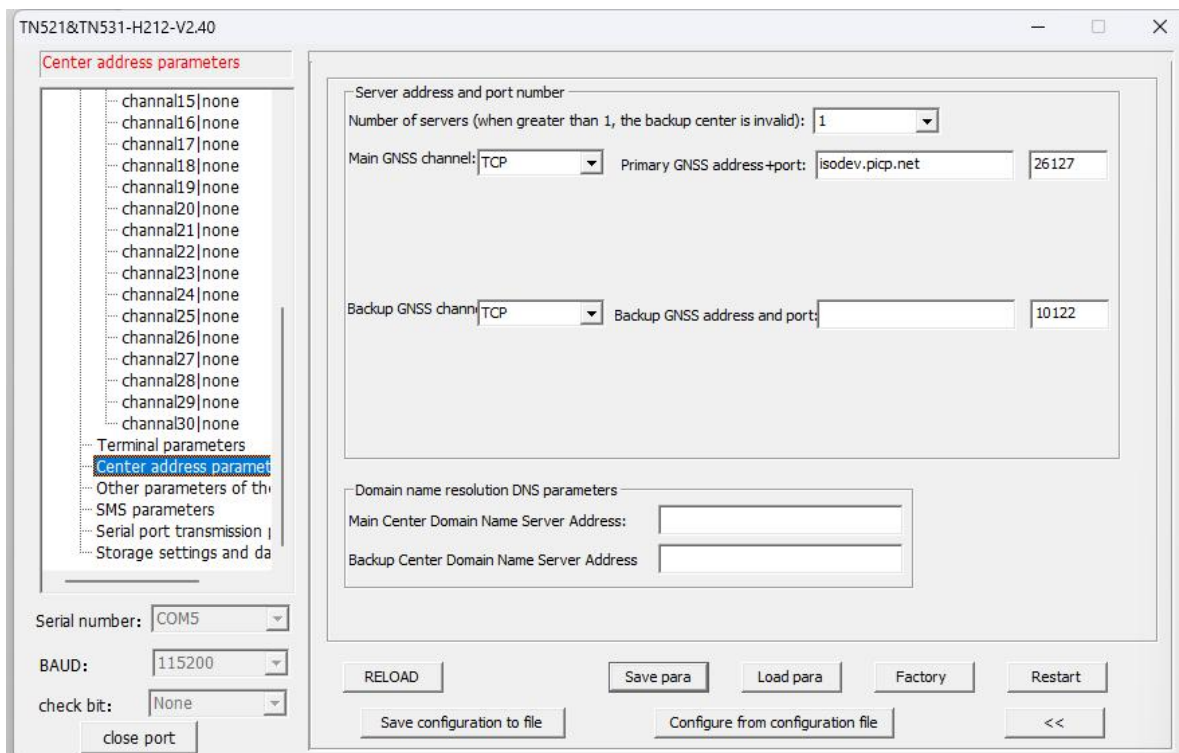 TN521&TN531-H212-V2.40
Center address parameters
channal15|none
channal16|none
channal17|none
channal18|none
channal19|none
channal20|none
channal21|none
channal22|none
channal23|none
channal24|none
channal25|none
channal26|none
channal27|none
channal28|none
channal29|none
channal30|none
Terminal parameters
Center address paramet
Other parameters of the
SMS parameters
Serial port transmission p
Storage settings and da
Serial number: COM5
BAUD: 115200
check bit: None
close port
Server address and port number
Number of servers (when greater than 1, the backup center is invalid): 1
Main GNSS channel: TCP Primary GNSS address+port: isodev.picp.net 26127
Backup GNSS chann TCP Backup GNSS address and port: 10122
Domain name resolution DNS parameters
Main Center Domain Name Server Address:
Backup Center Domain Name Server Address
RELOAD Save para Load para Factory Restart
Save configuration to file Configure from configuration file <<